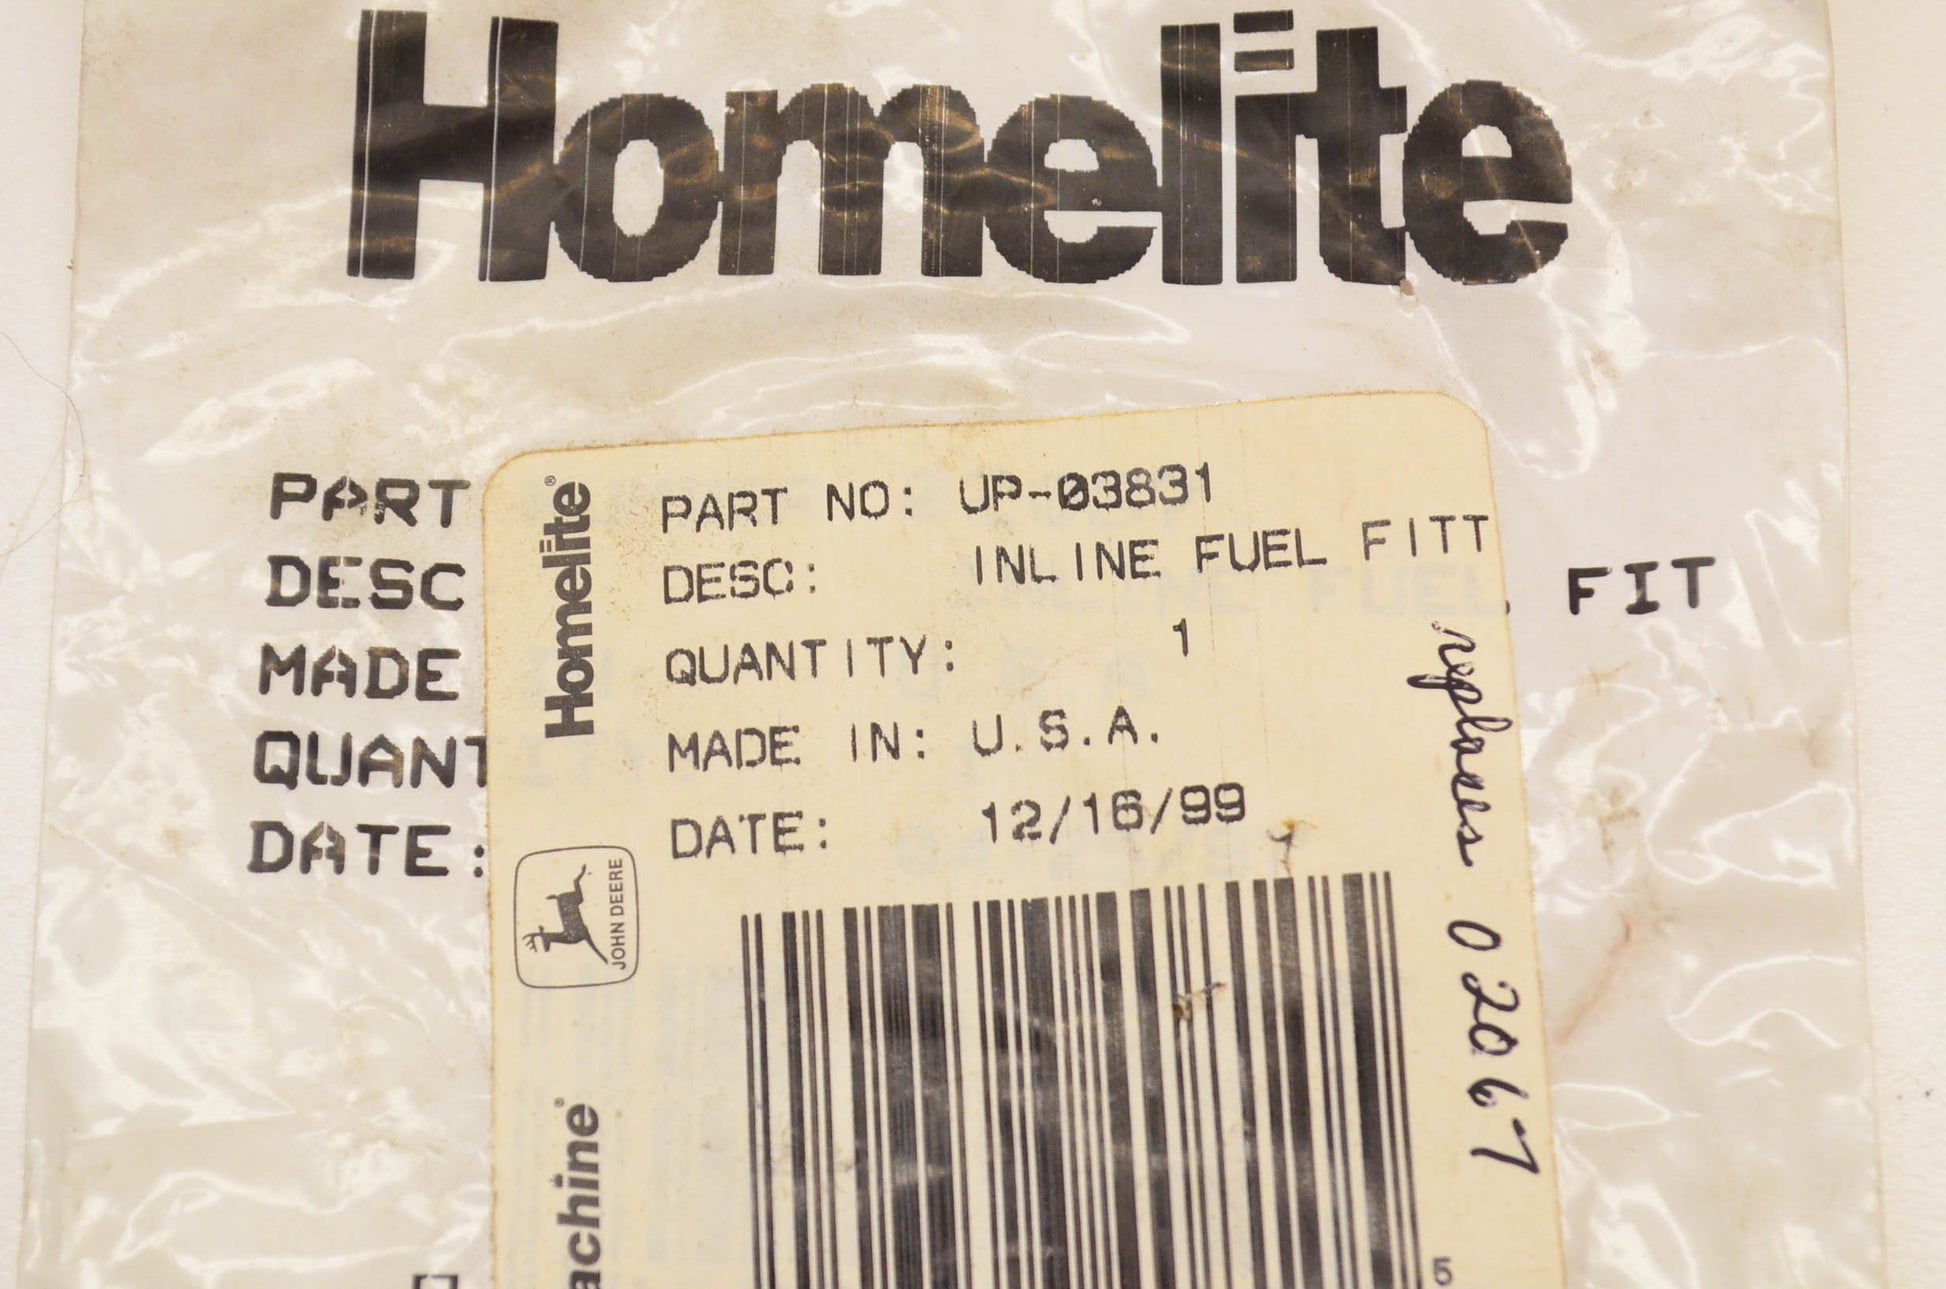 Homelite
PART
DESC
MADE
QUANT
DATE:
FIT
Homelite®
JOHN DEERE
achine®
PART NO: UP-03831
DESC: INLINE FUEL FITT
QUANTITY: 1
MADE IN: U.S.A.
DATE: 12/16/99
replaces 02067
5